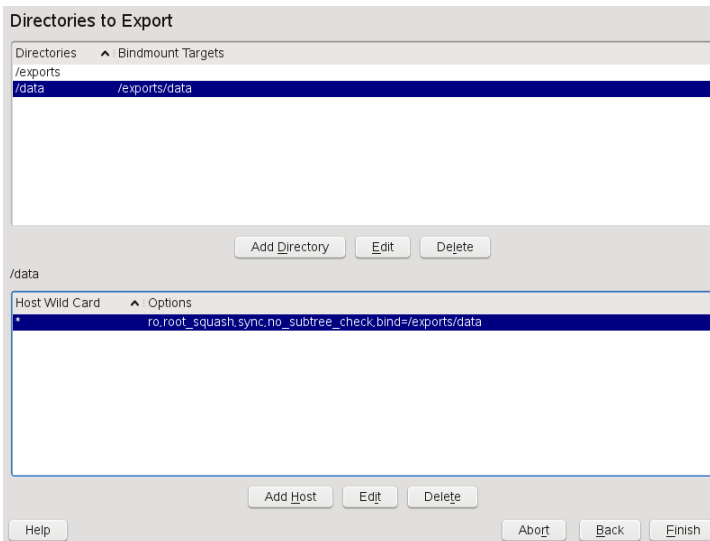 Directories to Export
Directories Bindmount Targets
/exports
/data /exports/data
Add Directory Edit Delete
/data
Host Wild Card Options
* ro,root_squash,sync,no_subtree_check,bind=/exports/data
Add Host Edit Delete
Help Abort Back Finish